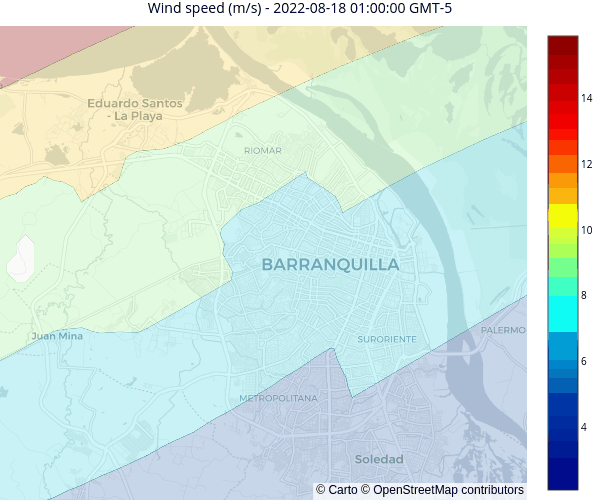 Wind speed (m/s) - 2022-08-18 01:00:00 GMT-5
Eduardo Santos
- La Playa
RIOMAR
BARRANQUILLA
Juan Mina
SURORIENTE
PALERMO
METROPOLITANA
Soledad
14
12
10
8
6
4
© Carto © OpenStreetMap contributors